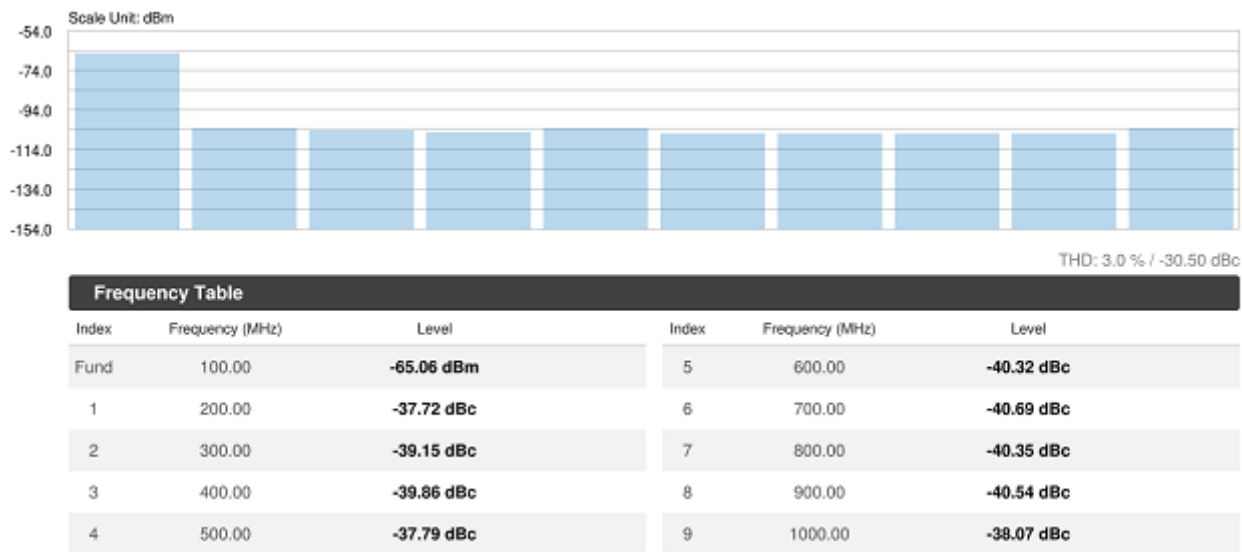 Scale Unit: dBm
-54.0
-74.0
-94.0
-114.0
-134.0
-154.0
THD: 3.0 % / -30.50 dBc
Frequency Table
Index Frequency (MHz) Level Index Frequency (MHz) Level
Fund 100.00 -65.06 dBm 5 600.00 -40.32 dBc
1 200.00 -37.72 dBc 6 700.00 -40.69 dBc
2 300.00 -39.15 dBc 7 800.00 -40.35 dBc
3 400.00 -39.86 dBc 8 900.00 -40.54 dBc
4 500.00 -37.79 dBc 9 1000.00 -38.07 dBc